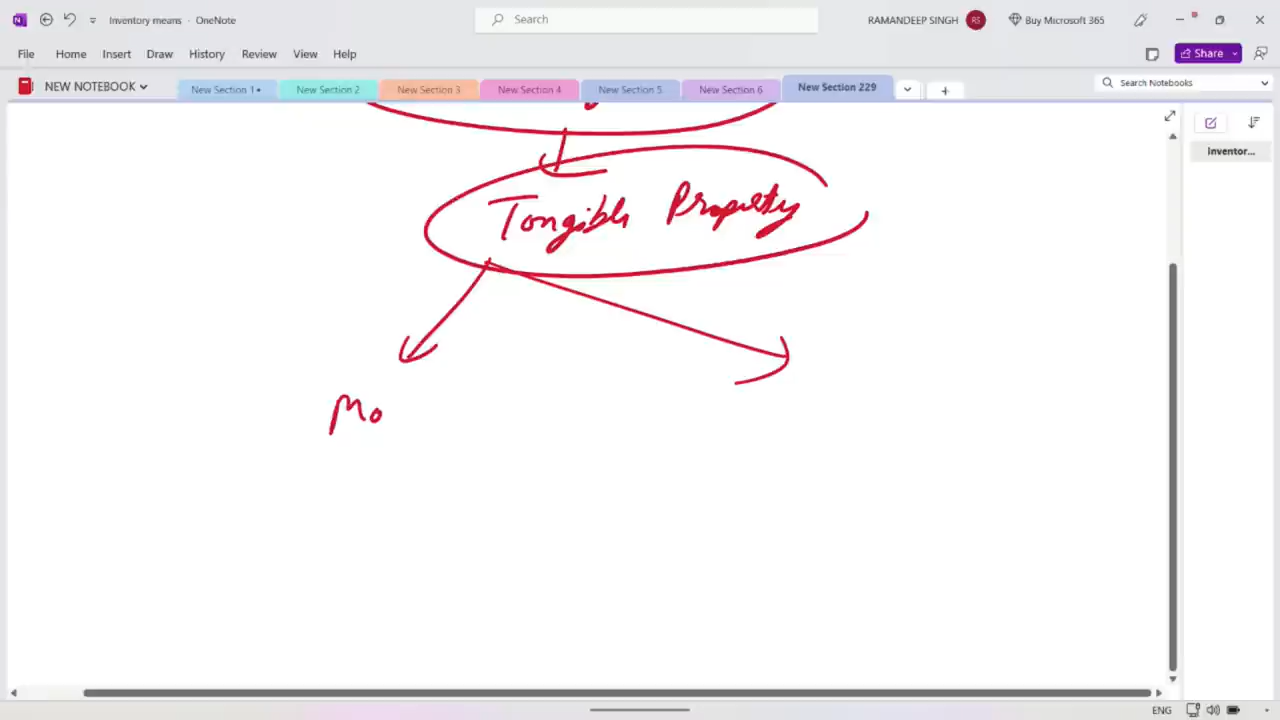 Inventory means - OneNote
Search
RAMANDEEP SINGH
RS
Buy Microsoft 365
File Home Insert Draw History Review View Help
Share
NEW NOTEBOOK
New Section 1
New Section 2
New Section 3
New Section 4
New Section 5
New Section 6
New Section 229
Search Notebooks
Inventor...
Tangible Property
Mo
ENG